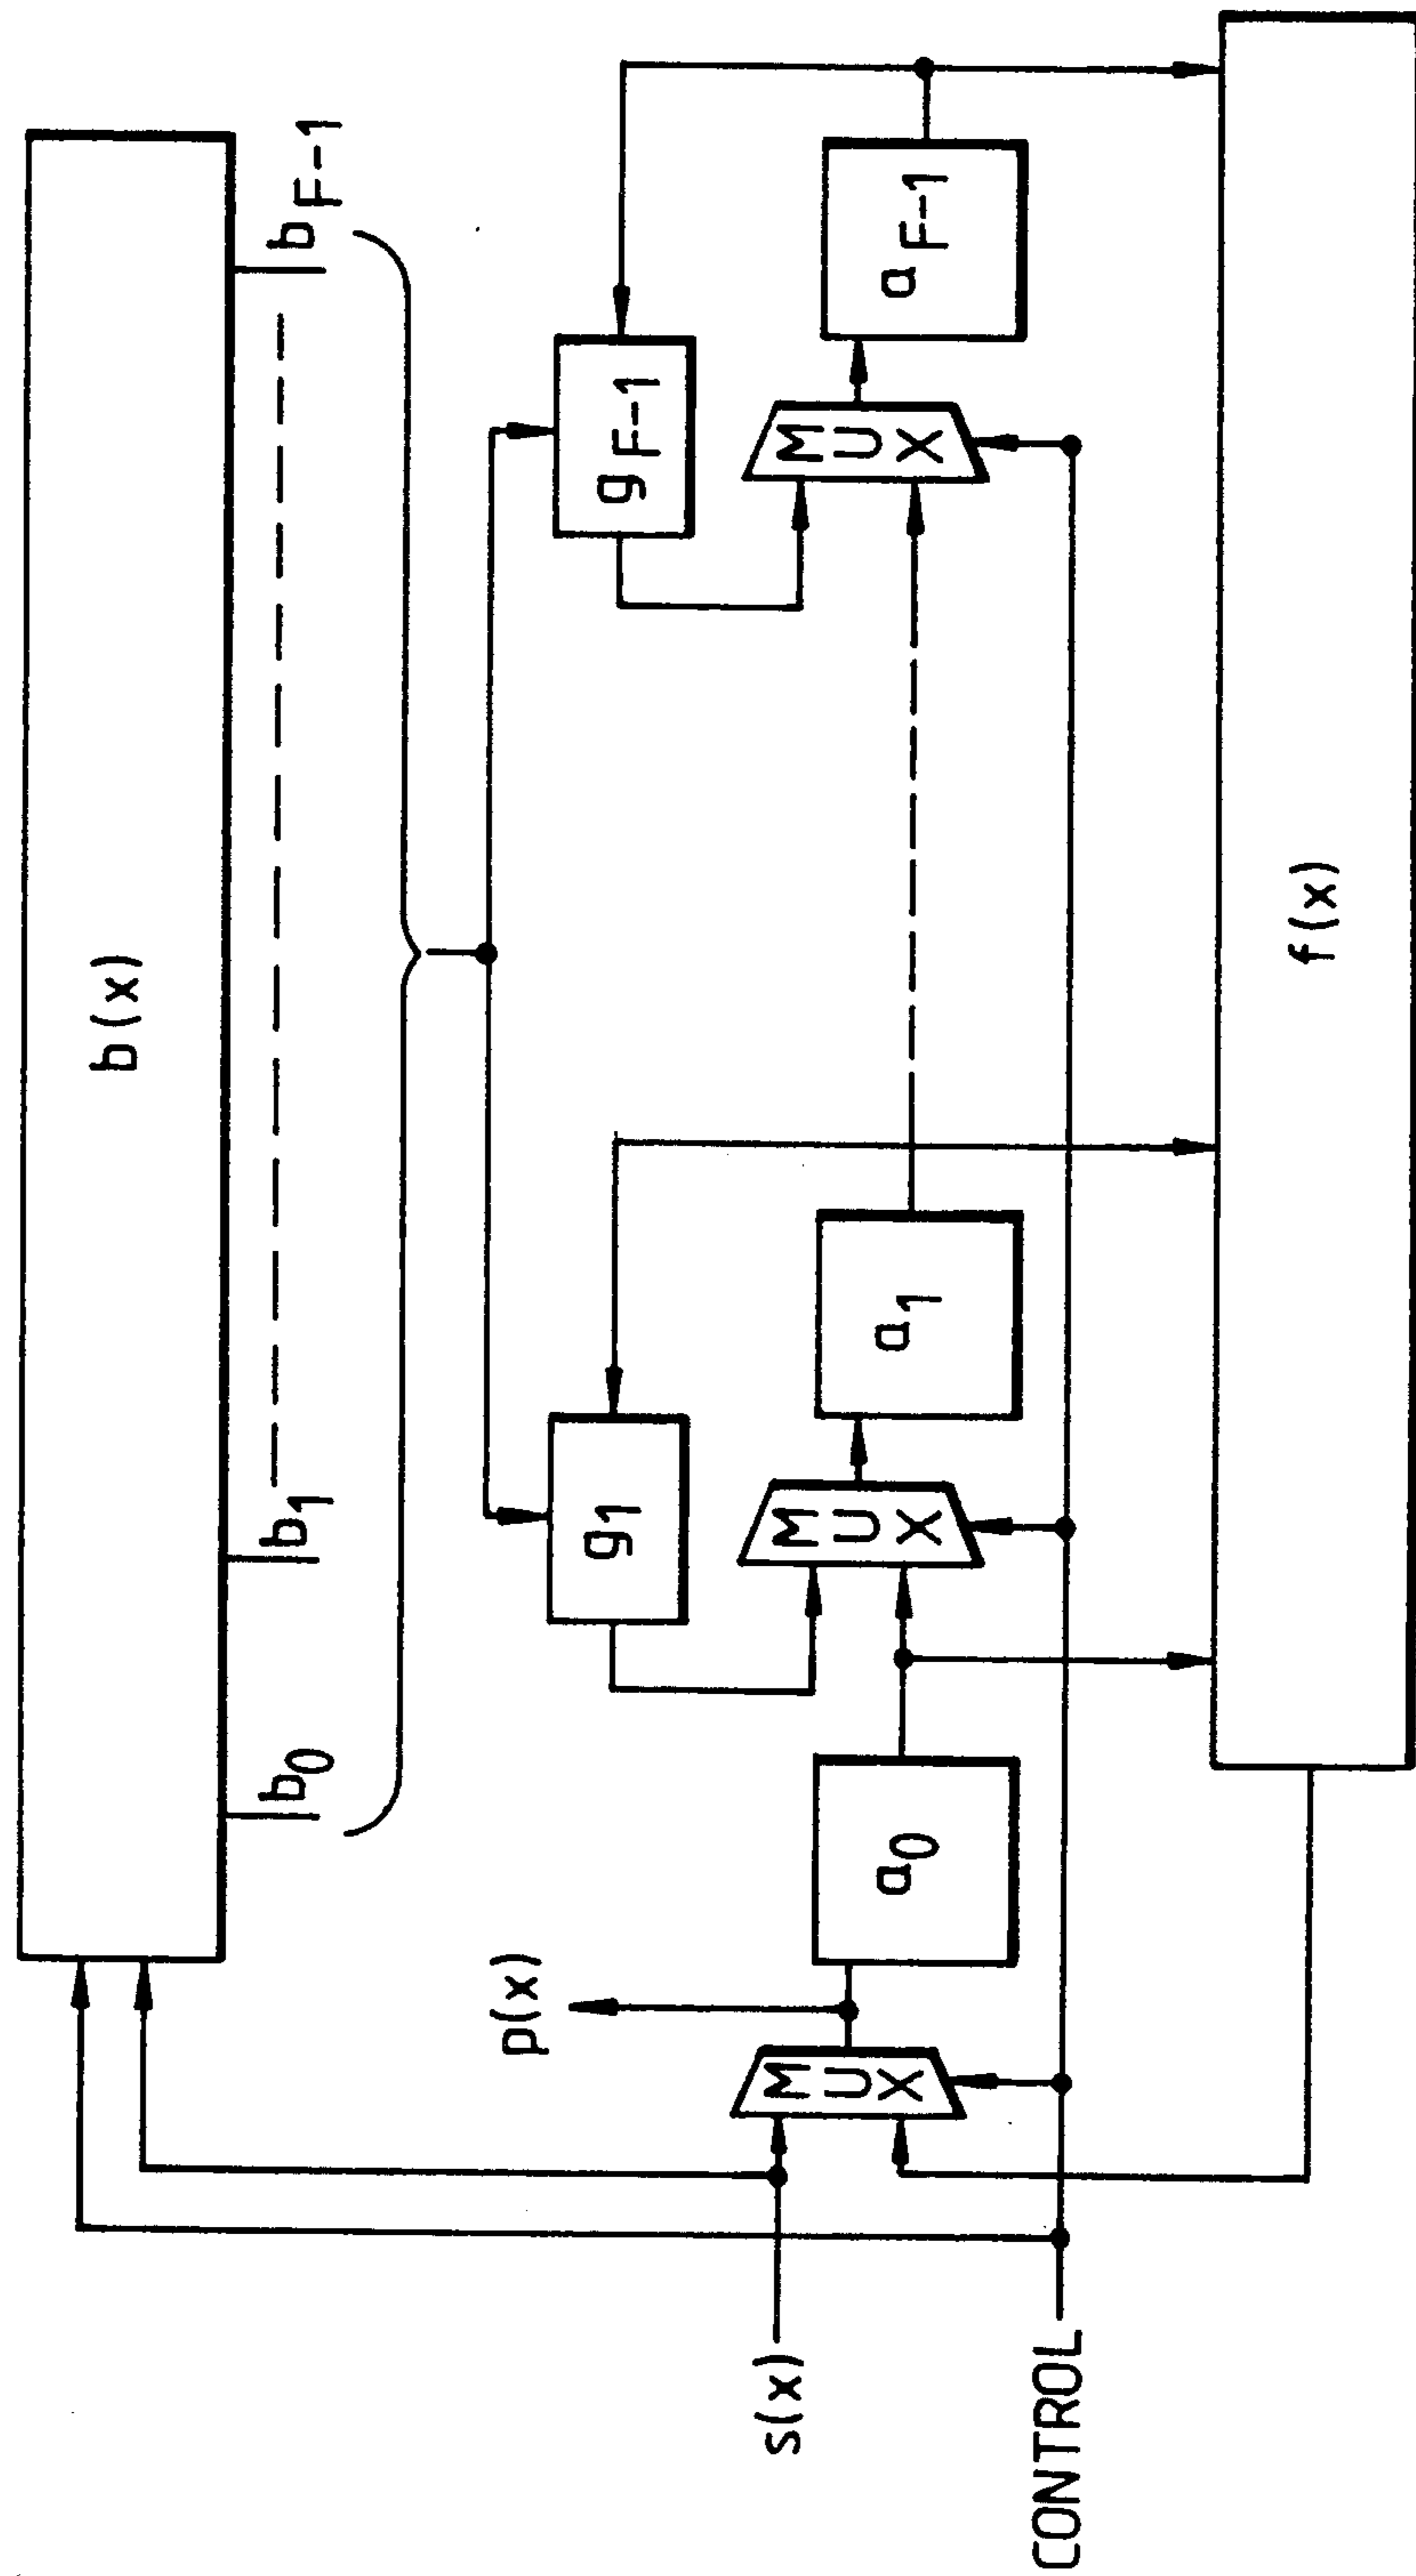 b(x)
b0 b1 bF-1
g1 gF-1
p(x)
s(x)
MUX
a0
MUX
a1
MUX
aF-1
CONTROL
f(x)